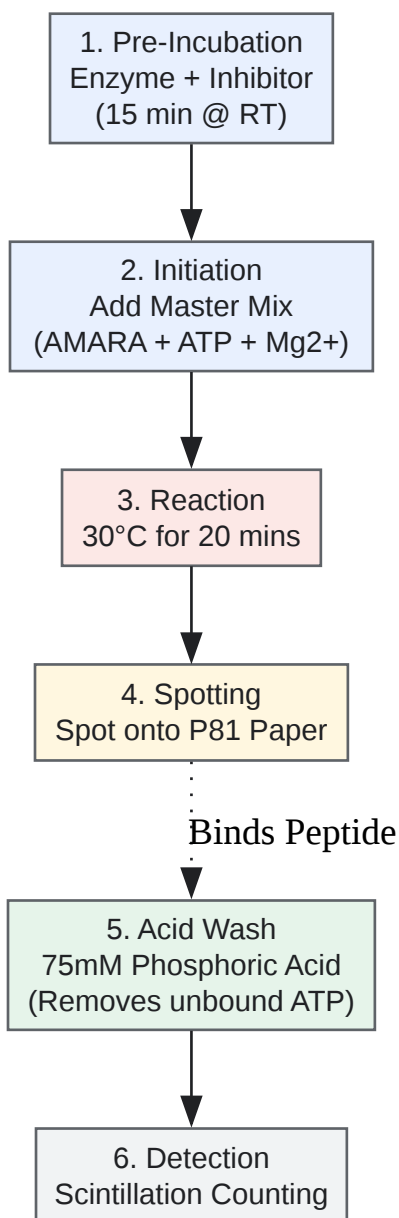 1. Pre-Incubation
Enzyme + Inhibitor
(15 min @ RT)
2. Initiation
Add Master Mix
(AMARA + ATP + Mg2+)
3. Reaction
30°C for 20 mins
4. Spotting
Spot onto P81 Paper
Binds Peptide
5. Acid Wash
75mM Phosphoric Acid
(Removes unbound ATP)
6. Detection
Scintillation Counting